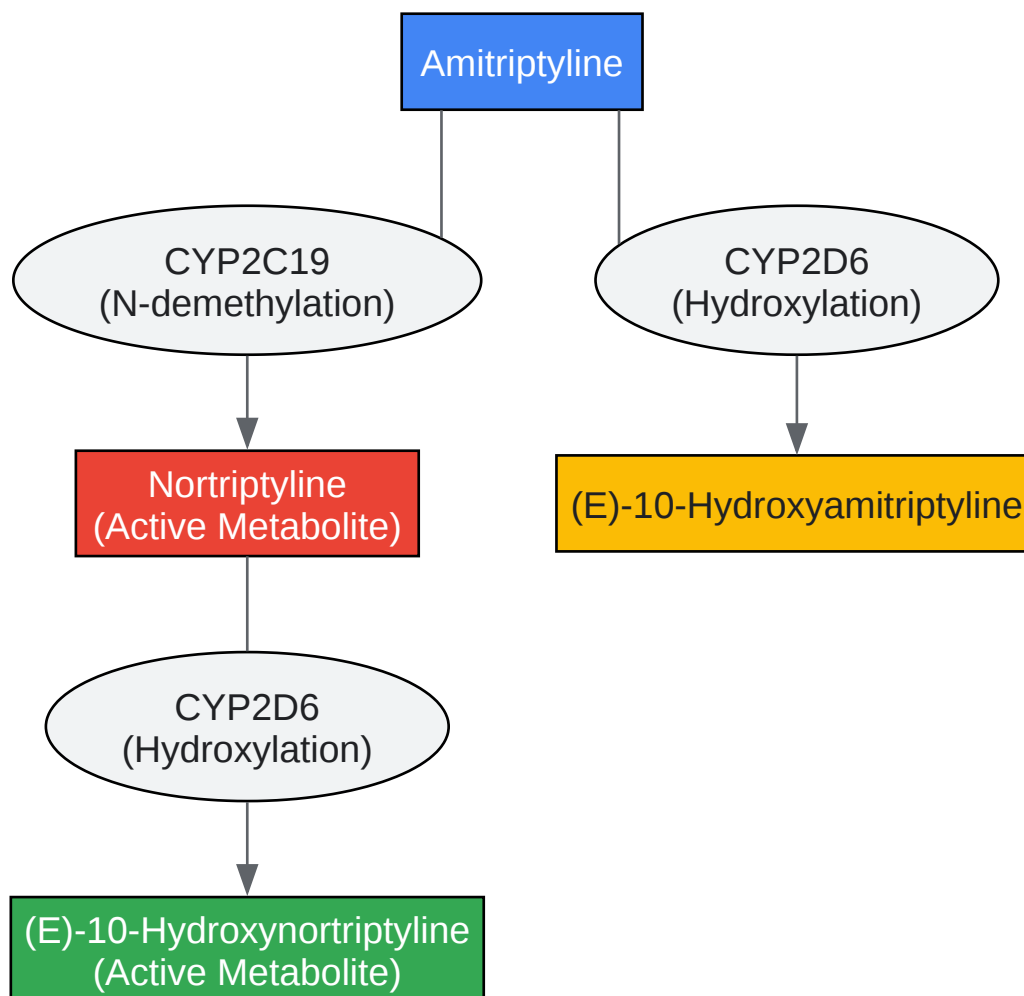 Amitriptyline
CYP2C19
(N-demethylation)
CYP2D6
(Hydroxylation)
Nortriptyline
(Active Metabolite)
(E)-10-Hydroxyamitriptyline
CYP2D6
(Hydroxylation)
(E)-10-Hydroxynortriptyline
(Active Metabolite)